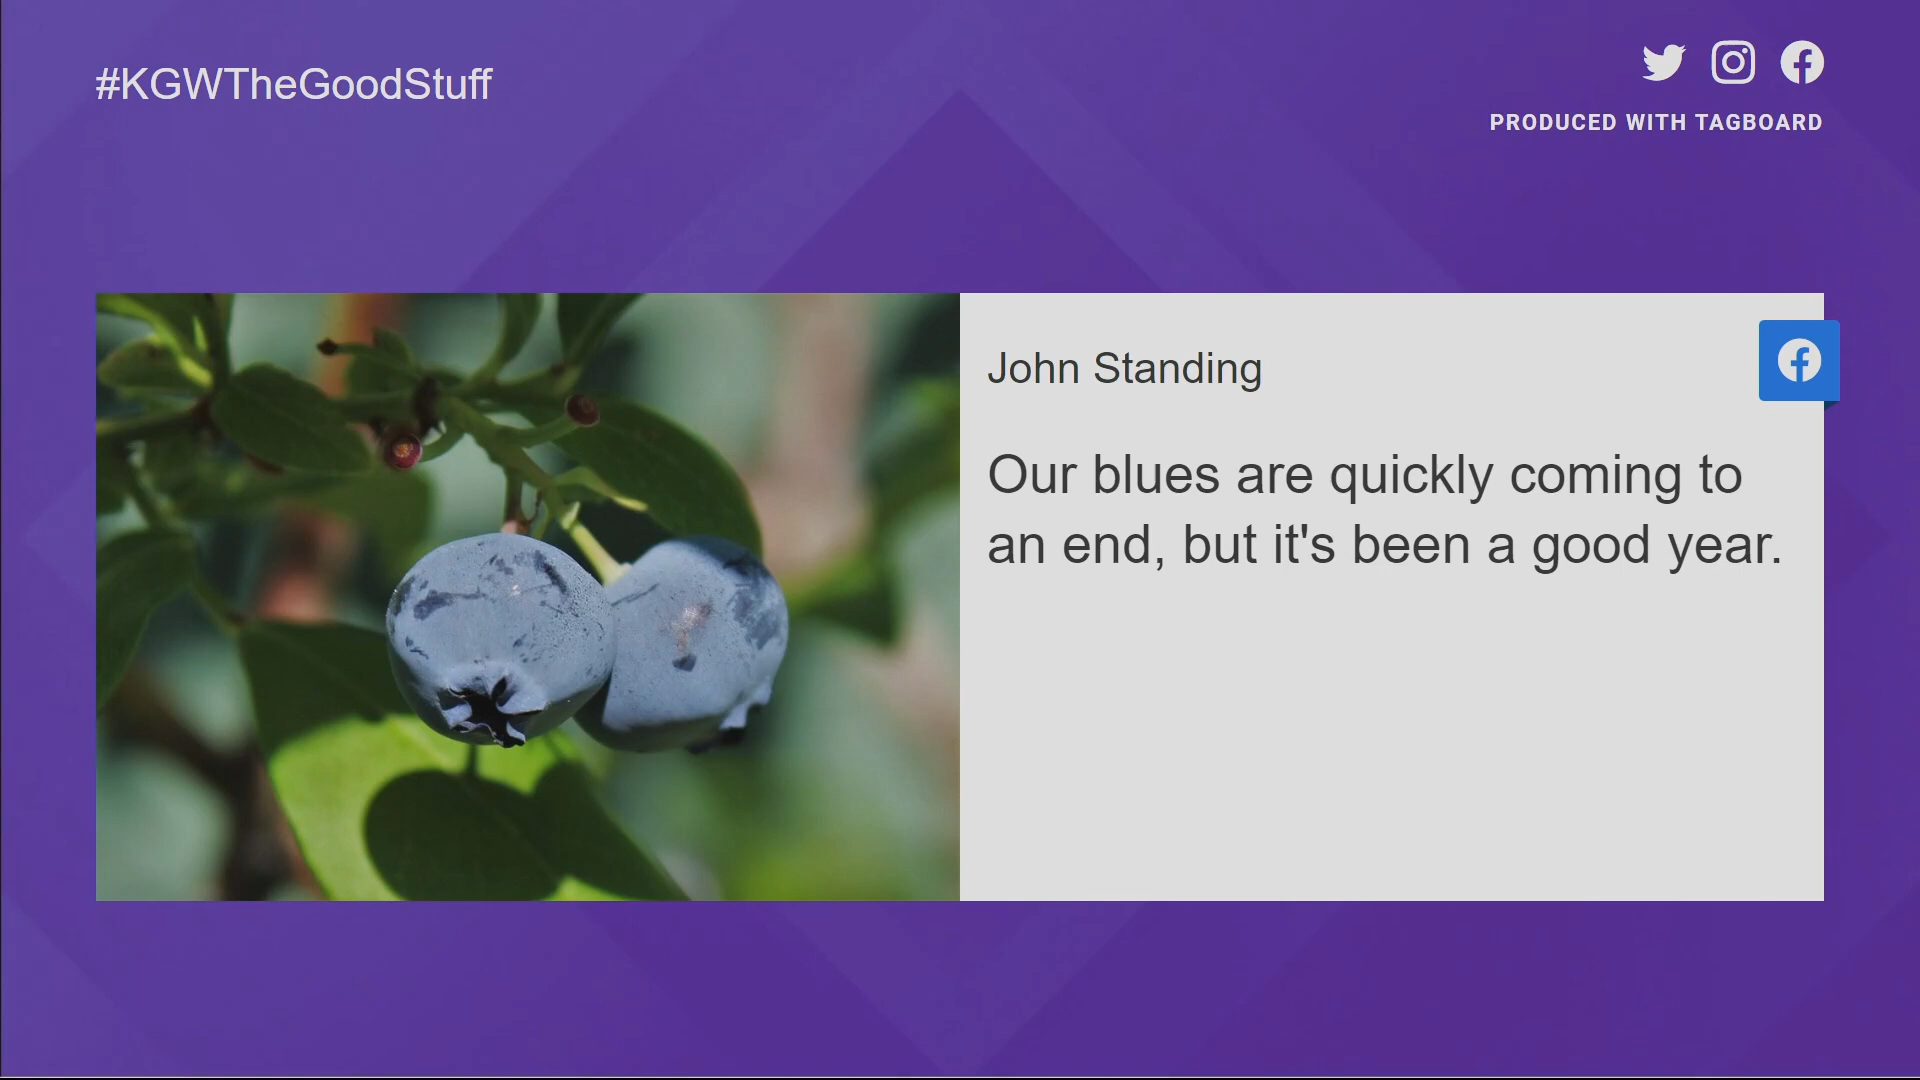 #KGWTheGoodStuff
PRODUCED WITH TAGBOARD
John Standing
Our blues are quickly coming to
an end, but it's been a good year.